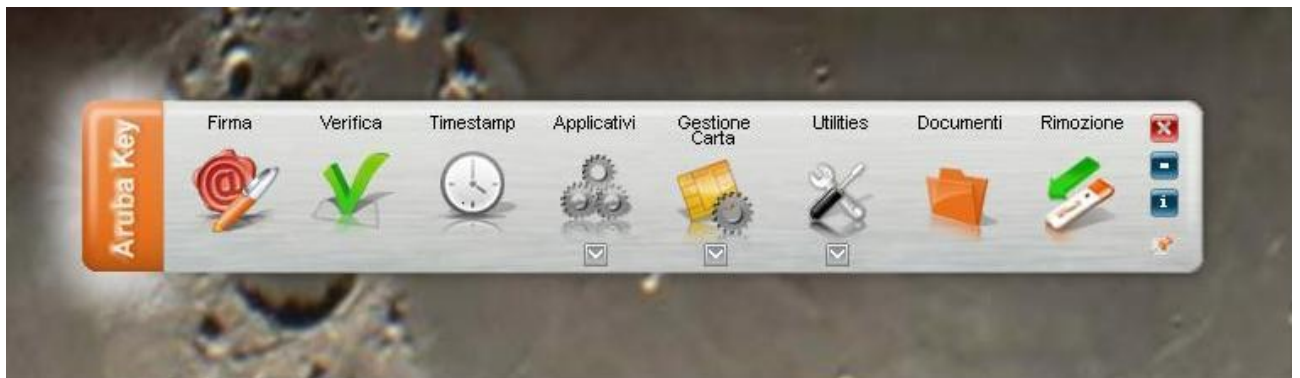 Aruba Key
Firma
Verifica
Timestamp
Applicativi
Gestione
Carta
Utilities
Documenti
Rimozione